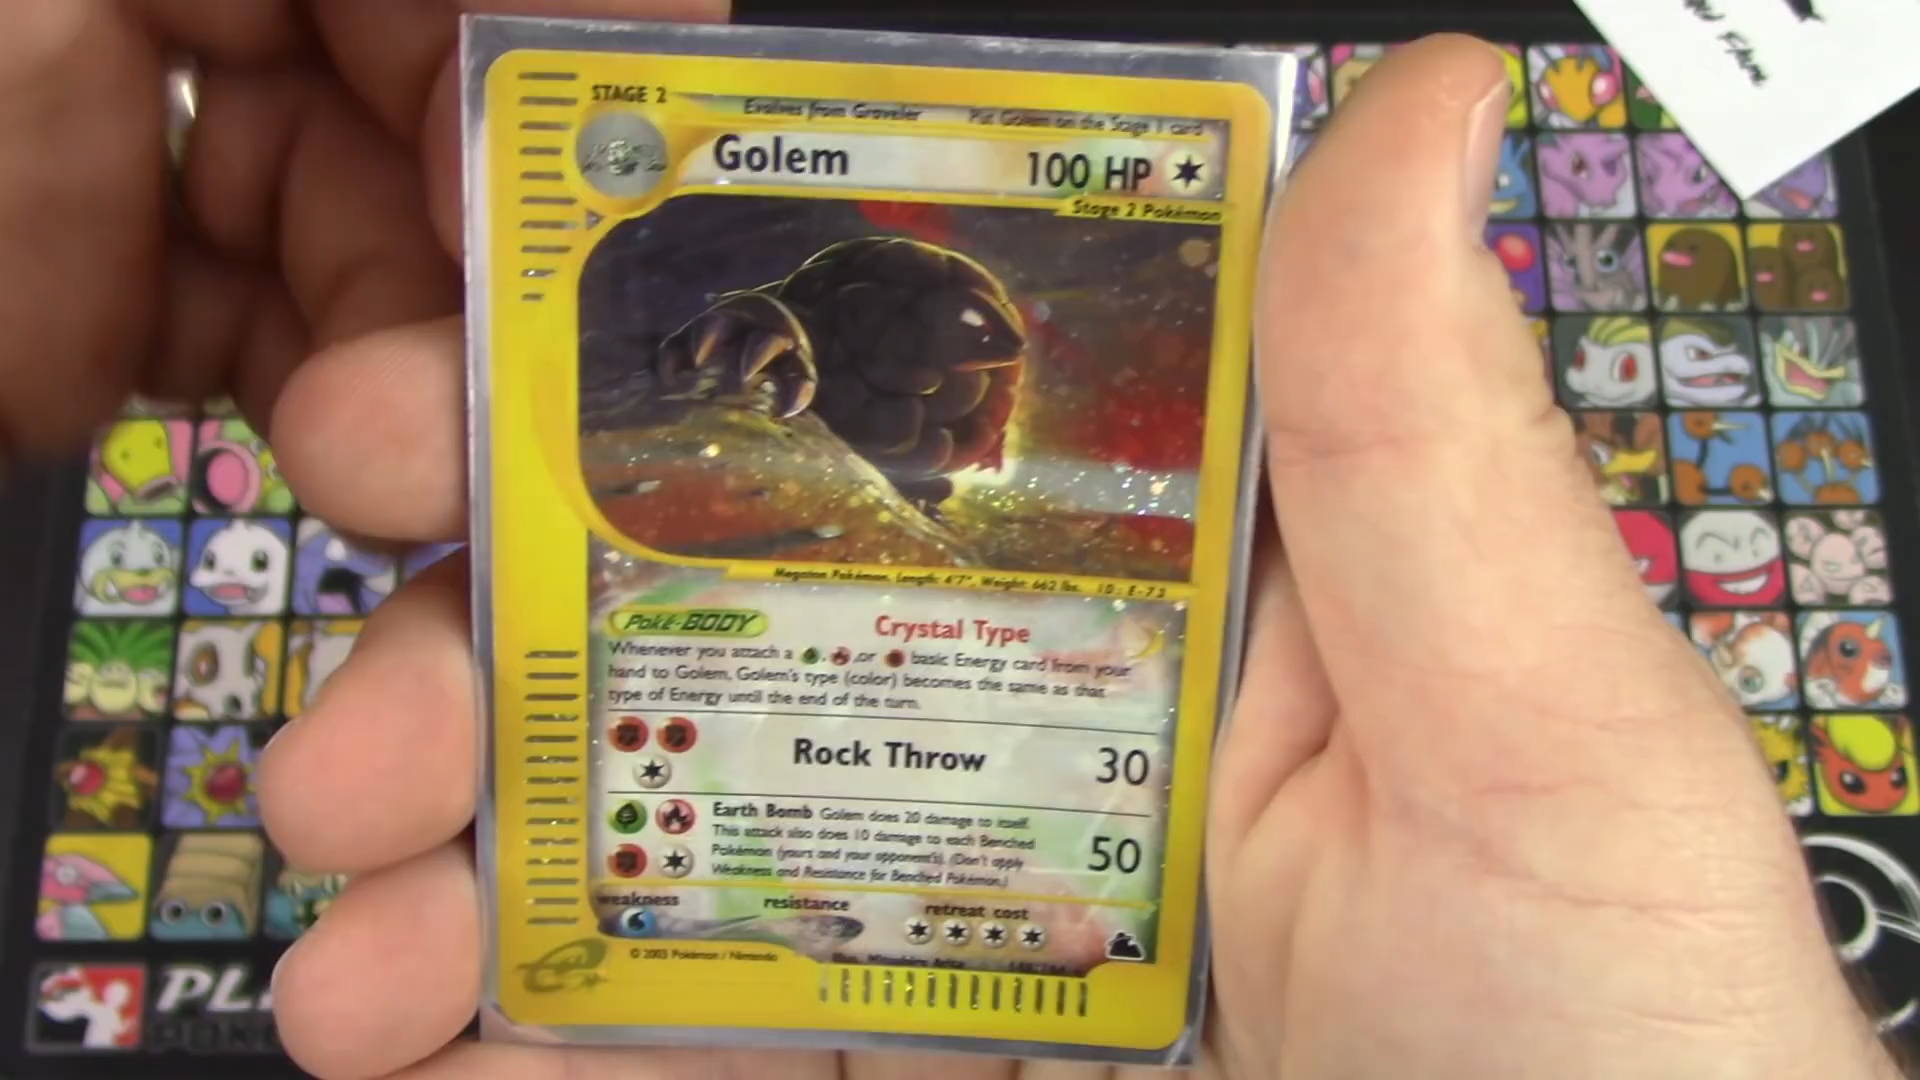 STAGE 2
Evolves from Graveler
Put Golem on the Stage 1 card
Golem
100 HP
Stage 2 Pokémon
Megaton Pokémon. Length: 4'7", Weight: 662 lbs.
Poké-BODY
Crystal Type
Whenever you attach a , , or basic Energy card from your
hand to Golem, Golem's type (color) becomes the same as that
type of Energy until the end of the turn.
Rock Throw
30
Earth Bomb Golem does 20 damage to itself.
This attack also does 10 damage to each Benched
Pokémon (yours and your opponent's). (Don't apply
Weakness and Resistance for Benched Pokémon.)
50
weakness
resistance
retreat cost
© 2003 Pokémon / Nintendo
FAN